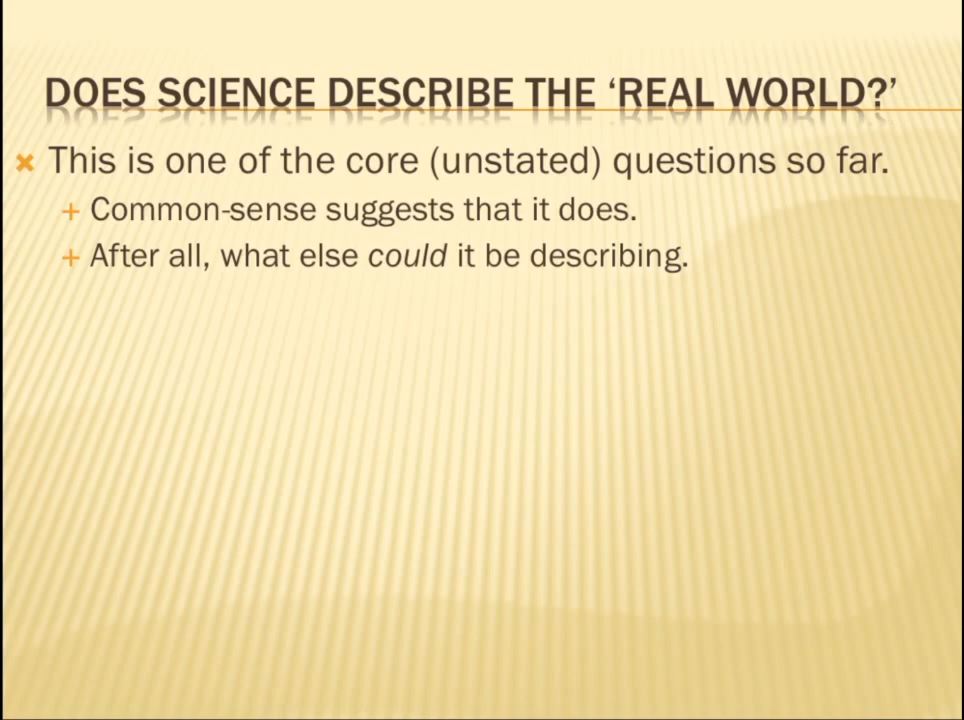 DOES SCIENCE DESCRIBE THE ‘REAL WORLD?’
This is one of the core (unstated) questions so far.
Common-sense suggests that it does.
After all, what else could it be describing.